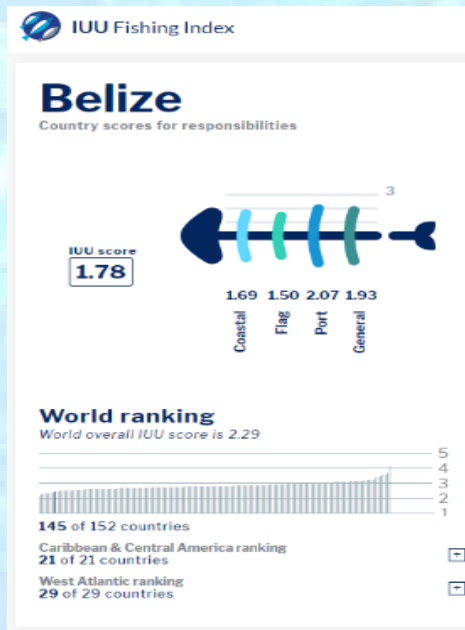 IUU Fishing Index
Belize
Country scores for responsibilities
3
IUU score
1.78
1.69 1.50 2.07 1.93
Coastal
Flag
Port
General
World ranking
World overall IUU score is 2.29
5
4
3
2
1
145 of 152 countries
Caribbean & Central America ranking
21 of 21 countries
West Atlantic ranking
29 of 29 countries